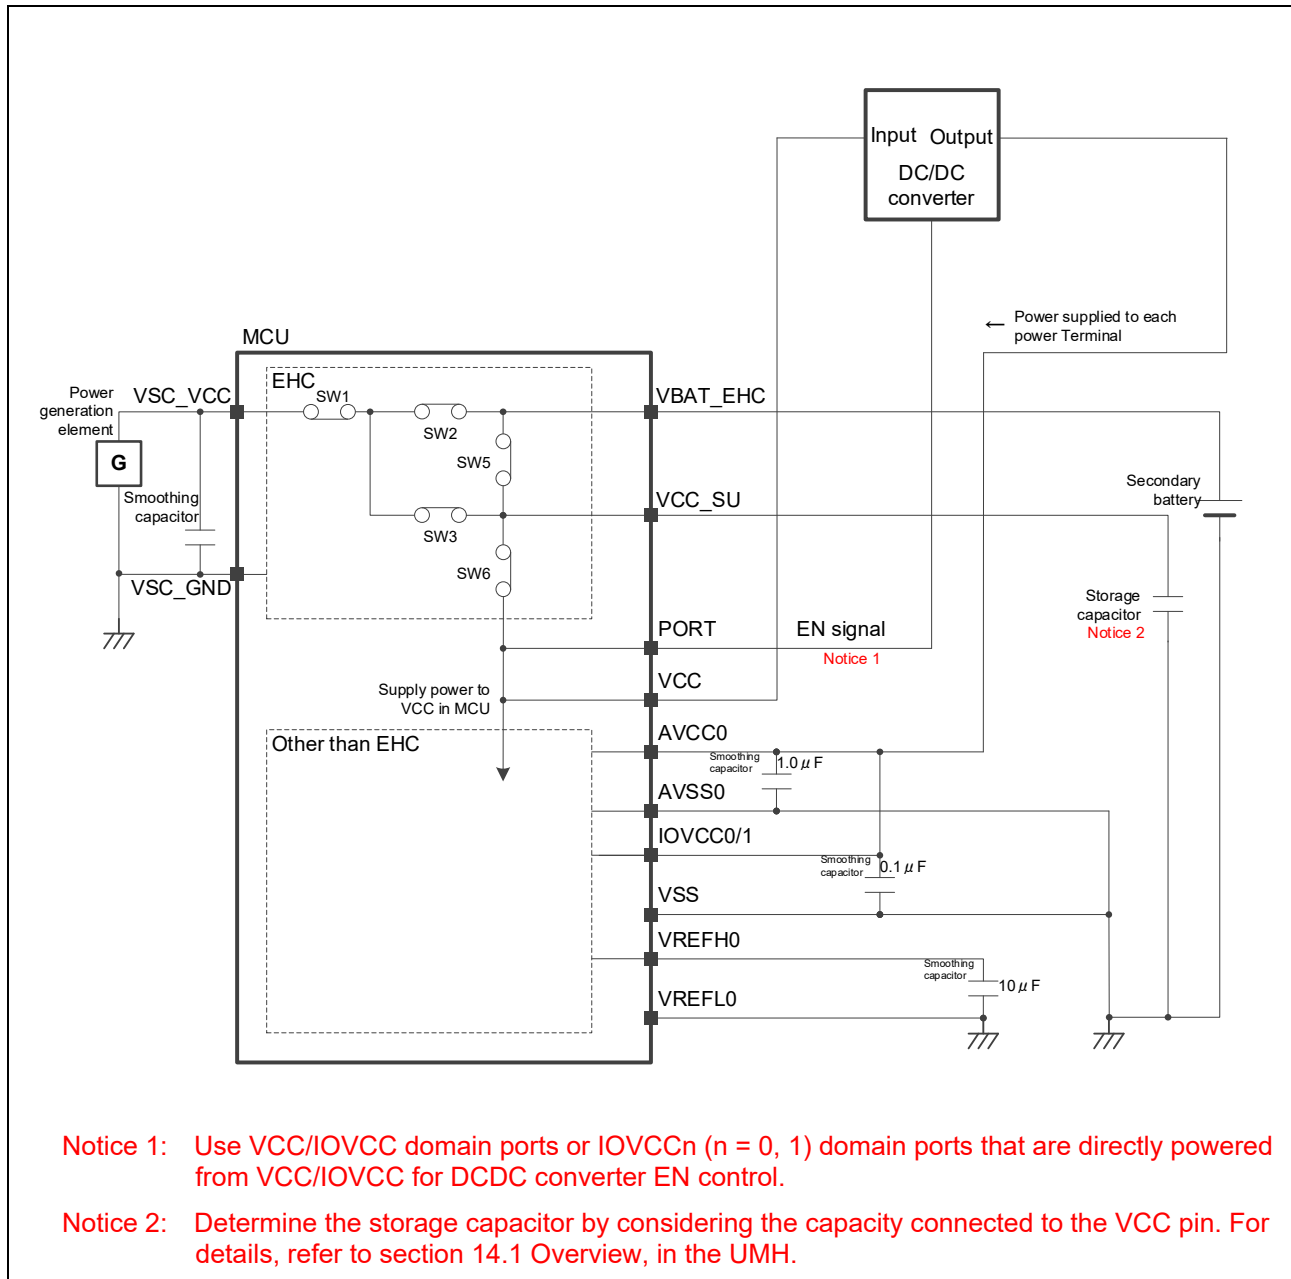 Input Output
DC/DC
converter
← Power supplied to each
power Terminal
MCU
EHC
Power
generation
element
G
VSC_VCC
Smoothing
capacitor
VSC_GND
SW1
SW2
SW5
SW3
SW6
VBAT_EHC
VCC_SU
Secondary
battery
Storage
capacitor
Notice 2
PORT
EN signal
Notice 1
VCC
Supply power to
VCC in MCU
Other than EHC
AVCC0
Smoothing
capacitor
1.0 μF
AVSS0
IOVCC0/1
Smoothing
capacitor
0.1 μF
VSS
VREFH0
Smoothing
capacitor
10 μF
VREFL0
Notice 1: Use VCC/IOVCC domain ports or IOVCCn (n = 0, 1) domain ports that are directly powered
from VCC/IOVCC for DCDC converter EN control.
Notice 2: Determine the storage capacitor by considering the capacity connected to the VCC pin. For
details, refer to section 14.1 Overview, in the UMH.